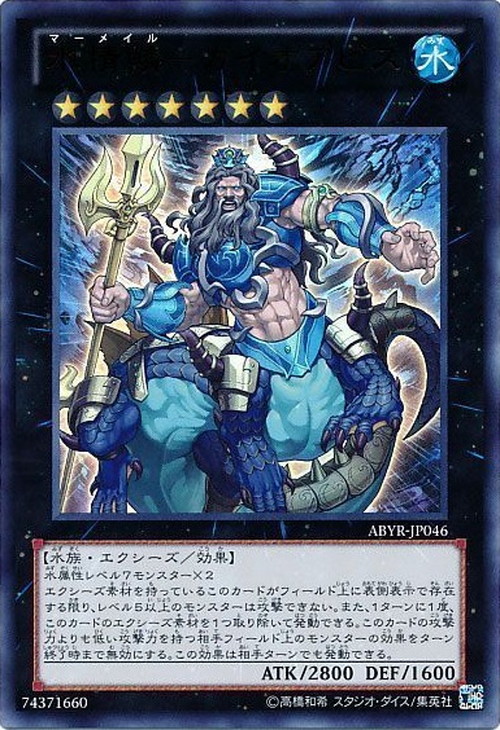 マーメイル
水精鱗－ガイオアビス
水
ABYR-JP046
【水族・エクシーズ/効果】
水属性レベル7モンスター×2
エクシーズ素材を持っているこのカードがフィールド上に表側表示で存在
する限り、レベル5以上のモンスターは攻撃できない。また、1ターンに1度、
このカードのエクシーズ素材を1つ取り除いて発動できる。このカードの攻撃
力よりも低い攻撃力を持つ相手フィールド上のモンスターの効果をターン
終了時まで無効にする。この効果は相手ターンでも発動できる。
ATK/2800 DEF/1600
74371660
©高橋和希 スタジオ・ダイス/集英社